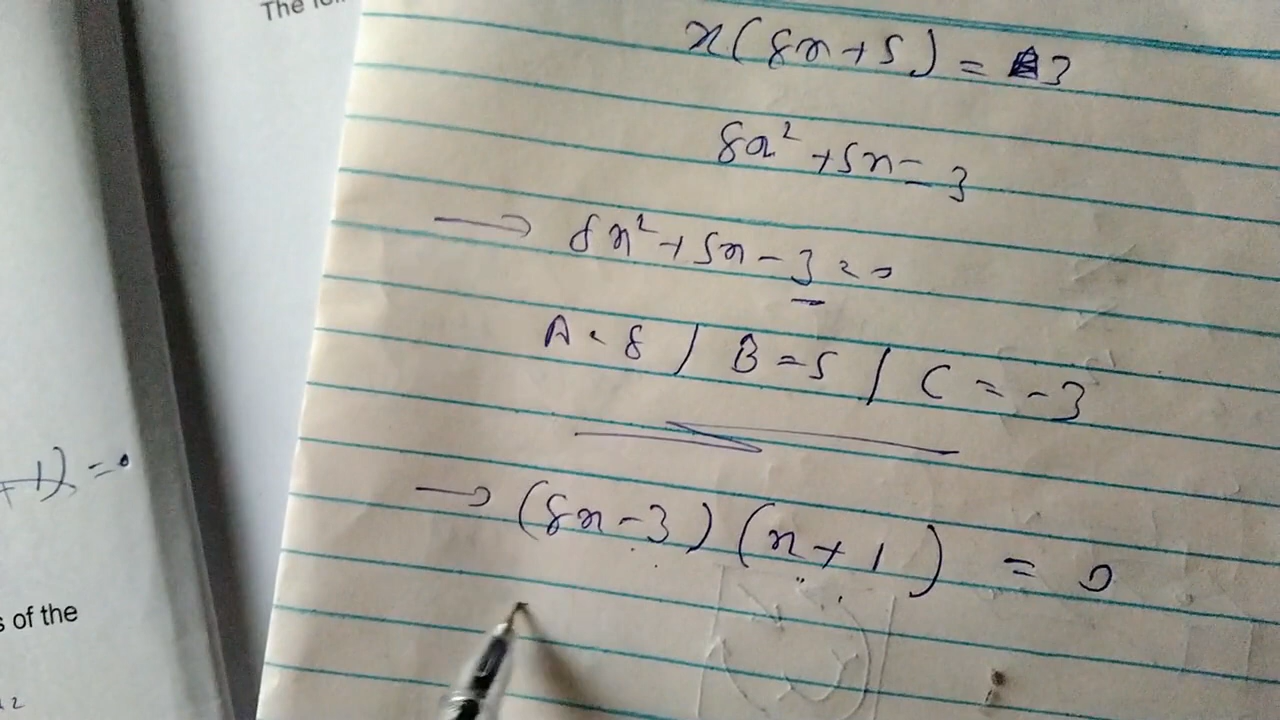 The
x(8x+5) = 3
8x² +5x = 3
→ 8x²+5x-3=0
A=8 / B=5 / C=-3
+1) = 0
→ (8x-3)(x+1) = 0
s of the
2